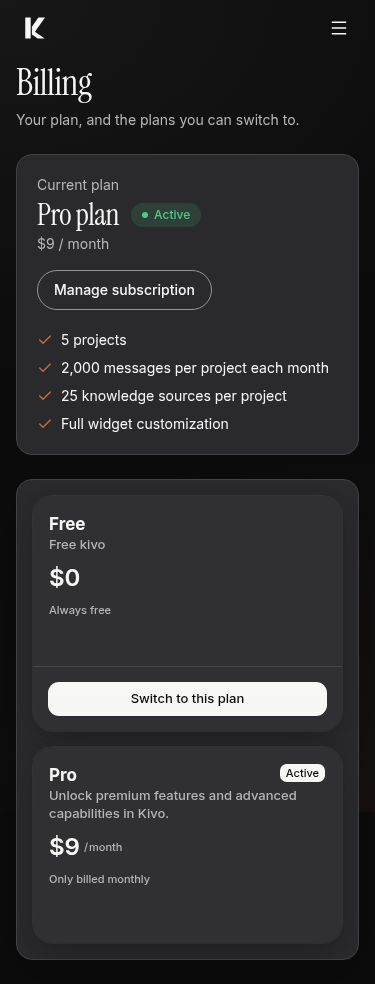 K
Billing
Your plan, and the plans you can switch to.
Current plan
Pro plan
Active
$9 / month
Manage subscription
5 projects
2,000 messages per project each month
25 knowledge sources per project
Full widget customization
Free
Free kivo
$0
Always free
Switch to this plan
Pro
Active
Unlock premium features and advanced
capabilities in Kivo.
$9 /month
Only billed monthly